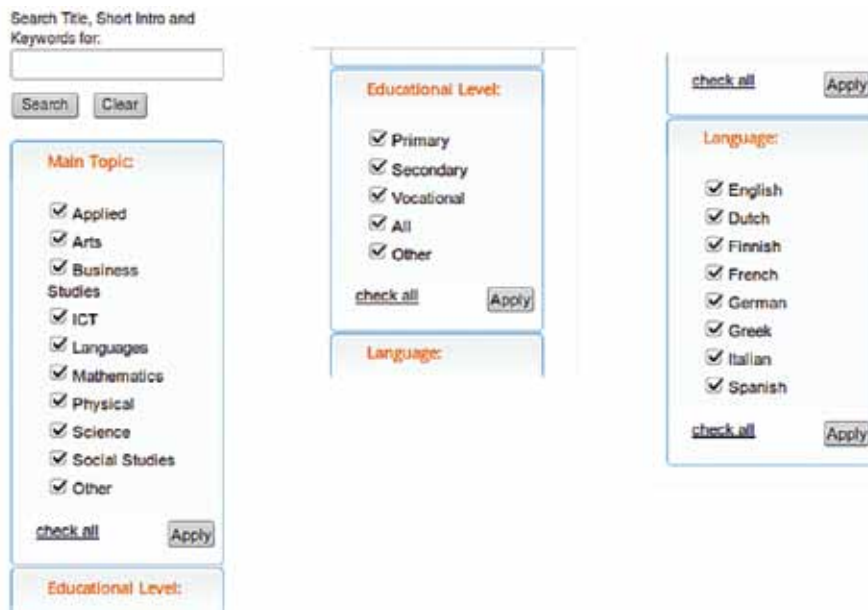 Search Title, Short Intro and
Keywords for:
Search Clear
Main Topic:
Applied
Arts
Business
Studies
ICT
Languages
Mathematics
Physical
Science
Social Studies
Other
check all Apply
Educational Level:
Educational Level:
Primary
Secondary
Vocational
All
Other
check all Apply
Language:
check all Apply
Language:
English
Dutch
Finnish
French
German
Greek
Italian
Spanish
check all Apply